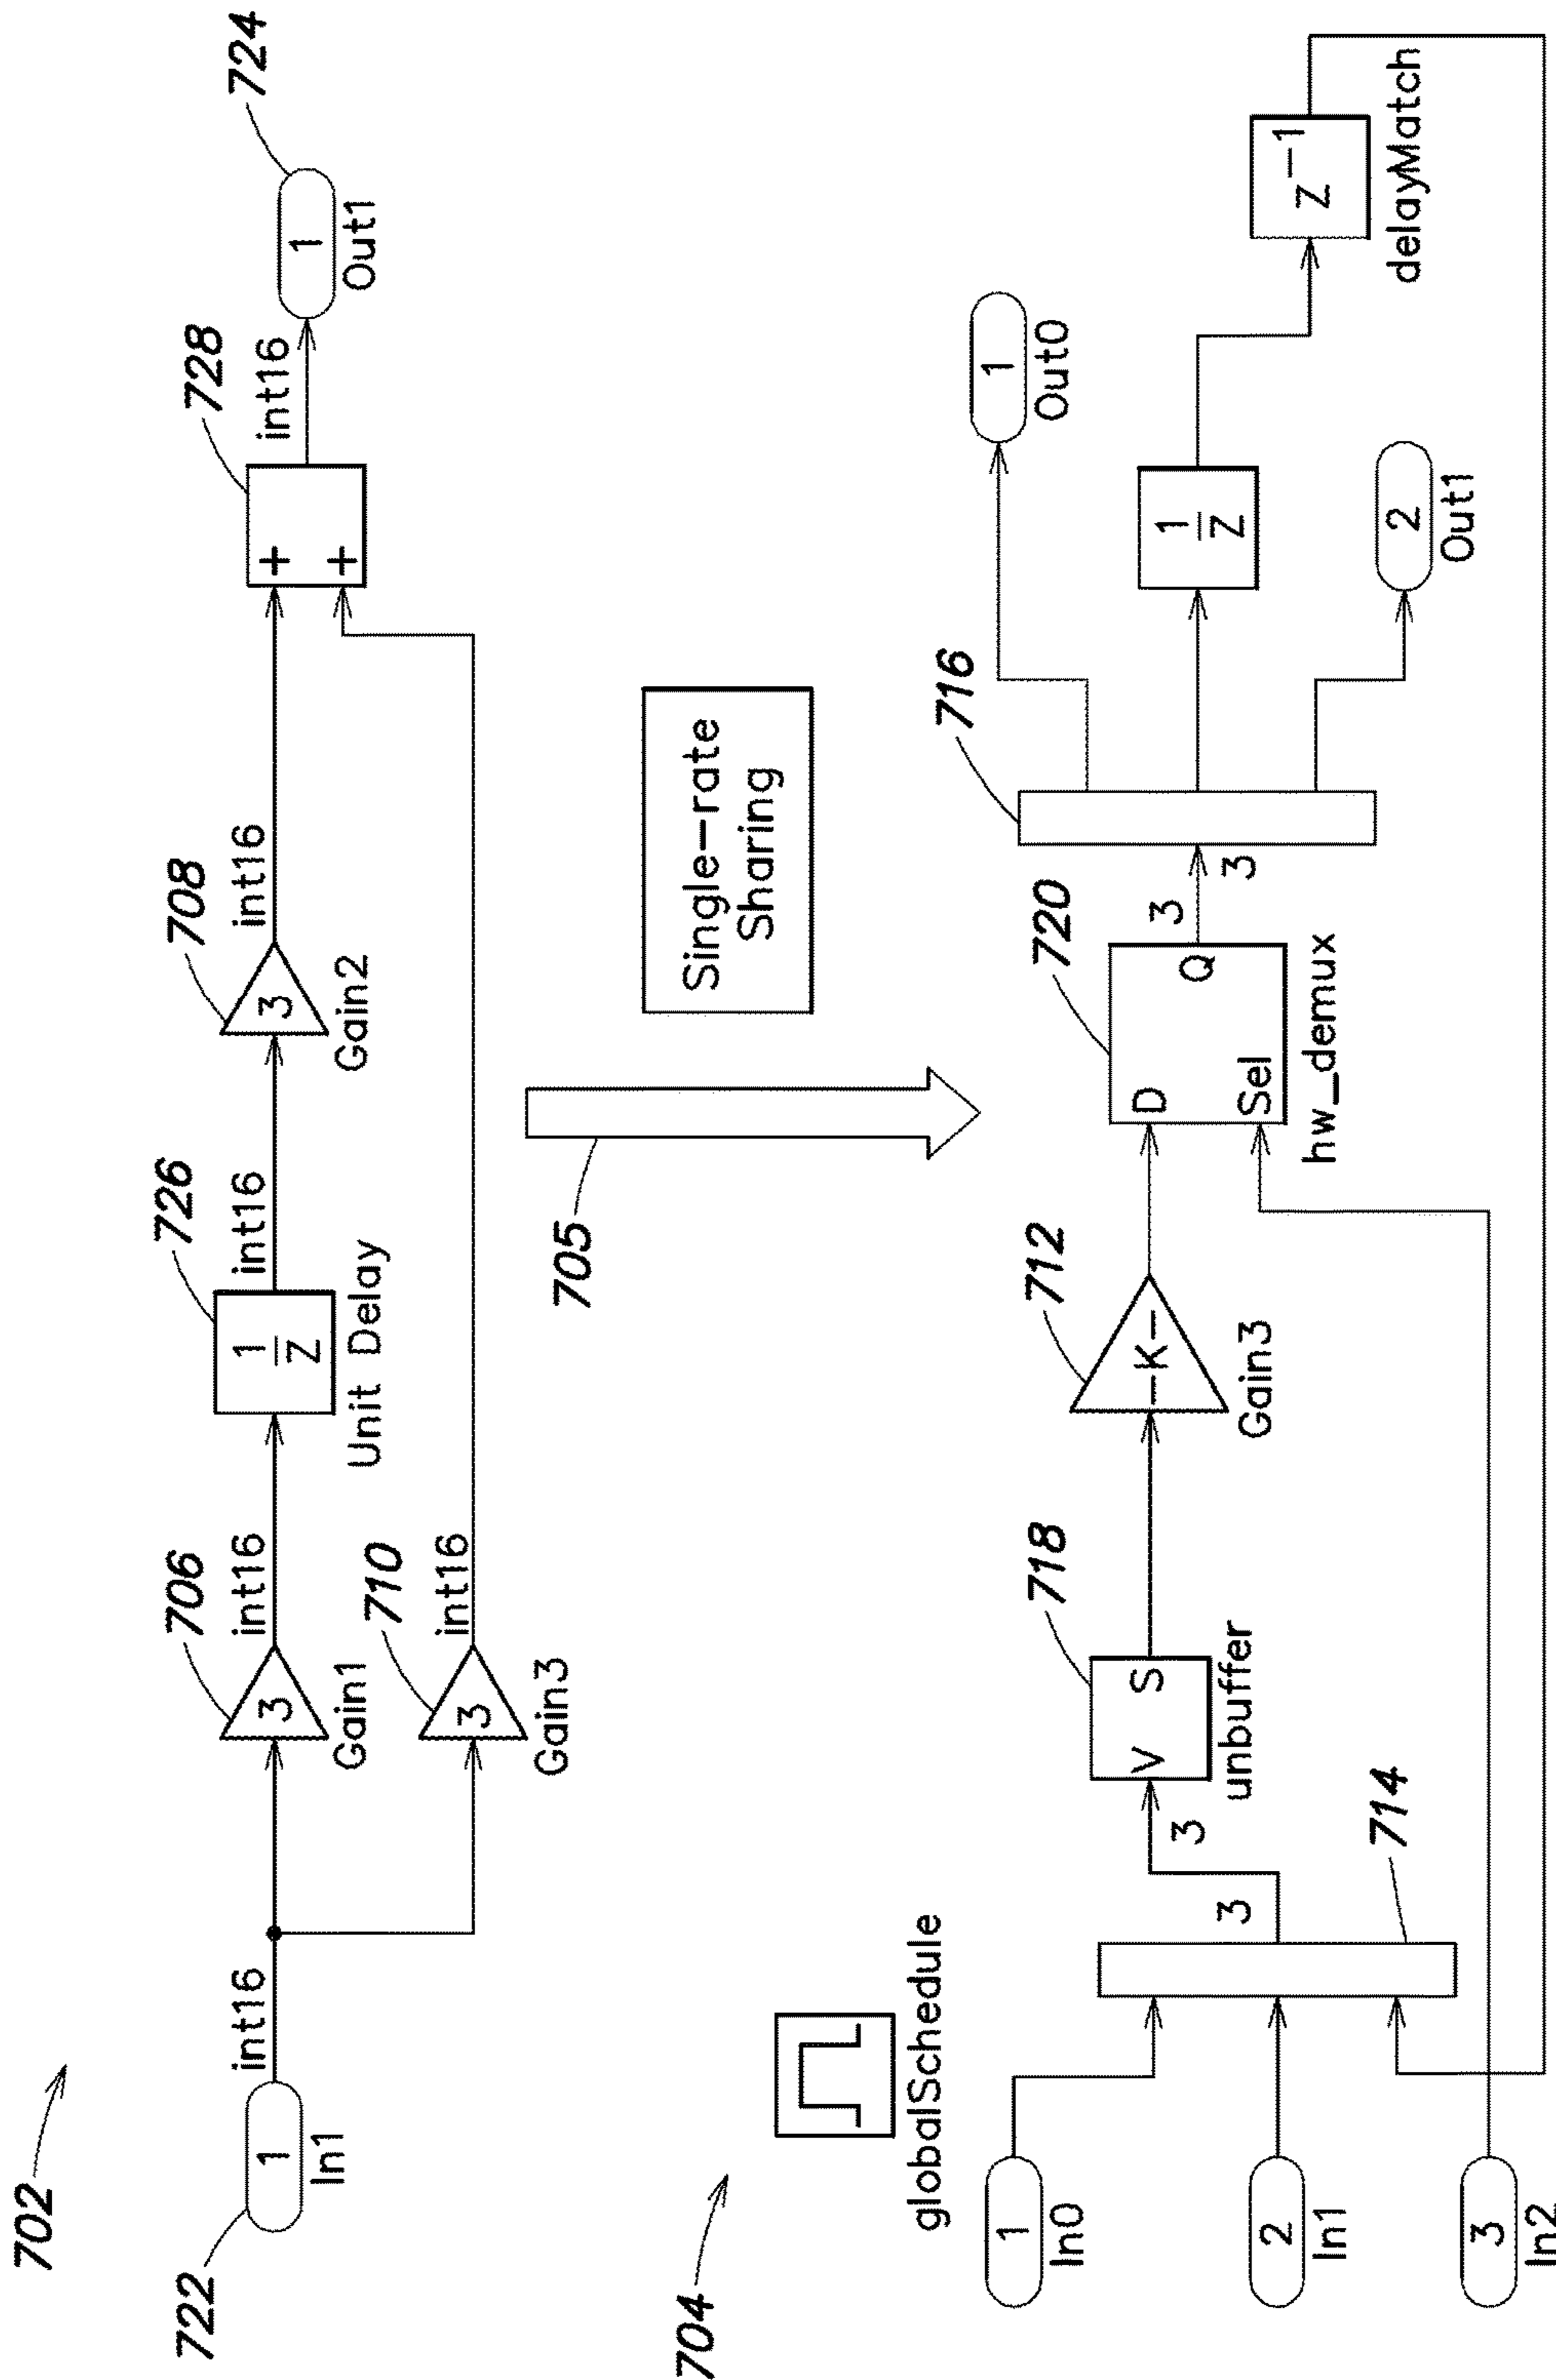 702
722
1
In1
int16
706
3
Gain1
int16
710
3
Gain3
int16
726
1
Z
Unit Delay
int16
708
3
Gain2
int16
728
+
+
int16
724
1
Out1
705
Single-rate
Sharing
704
globalSchedule
1
In0
2
In1
3
In2
714
3
3
718
V S
unbuffer
712
-K-
Gain3
720
D
Q
Sel
hw_demux
3
3
716
1
Out0
1
Z
2
Out1
Z-1
delayMatch